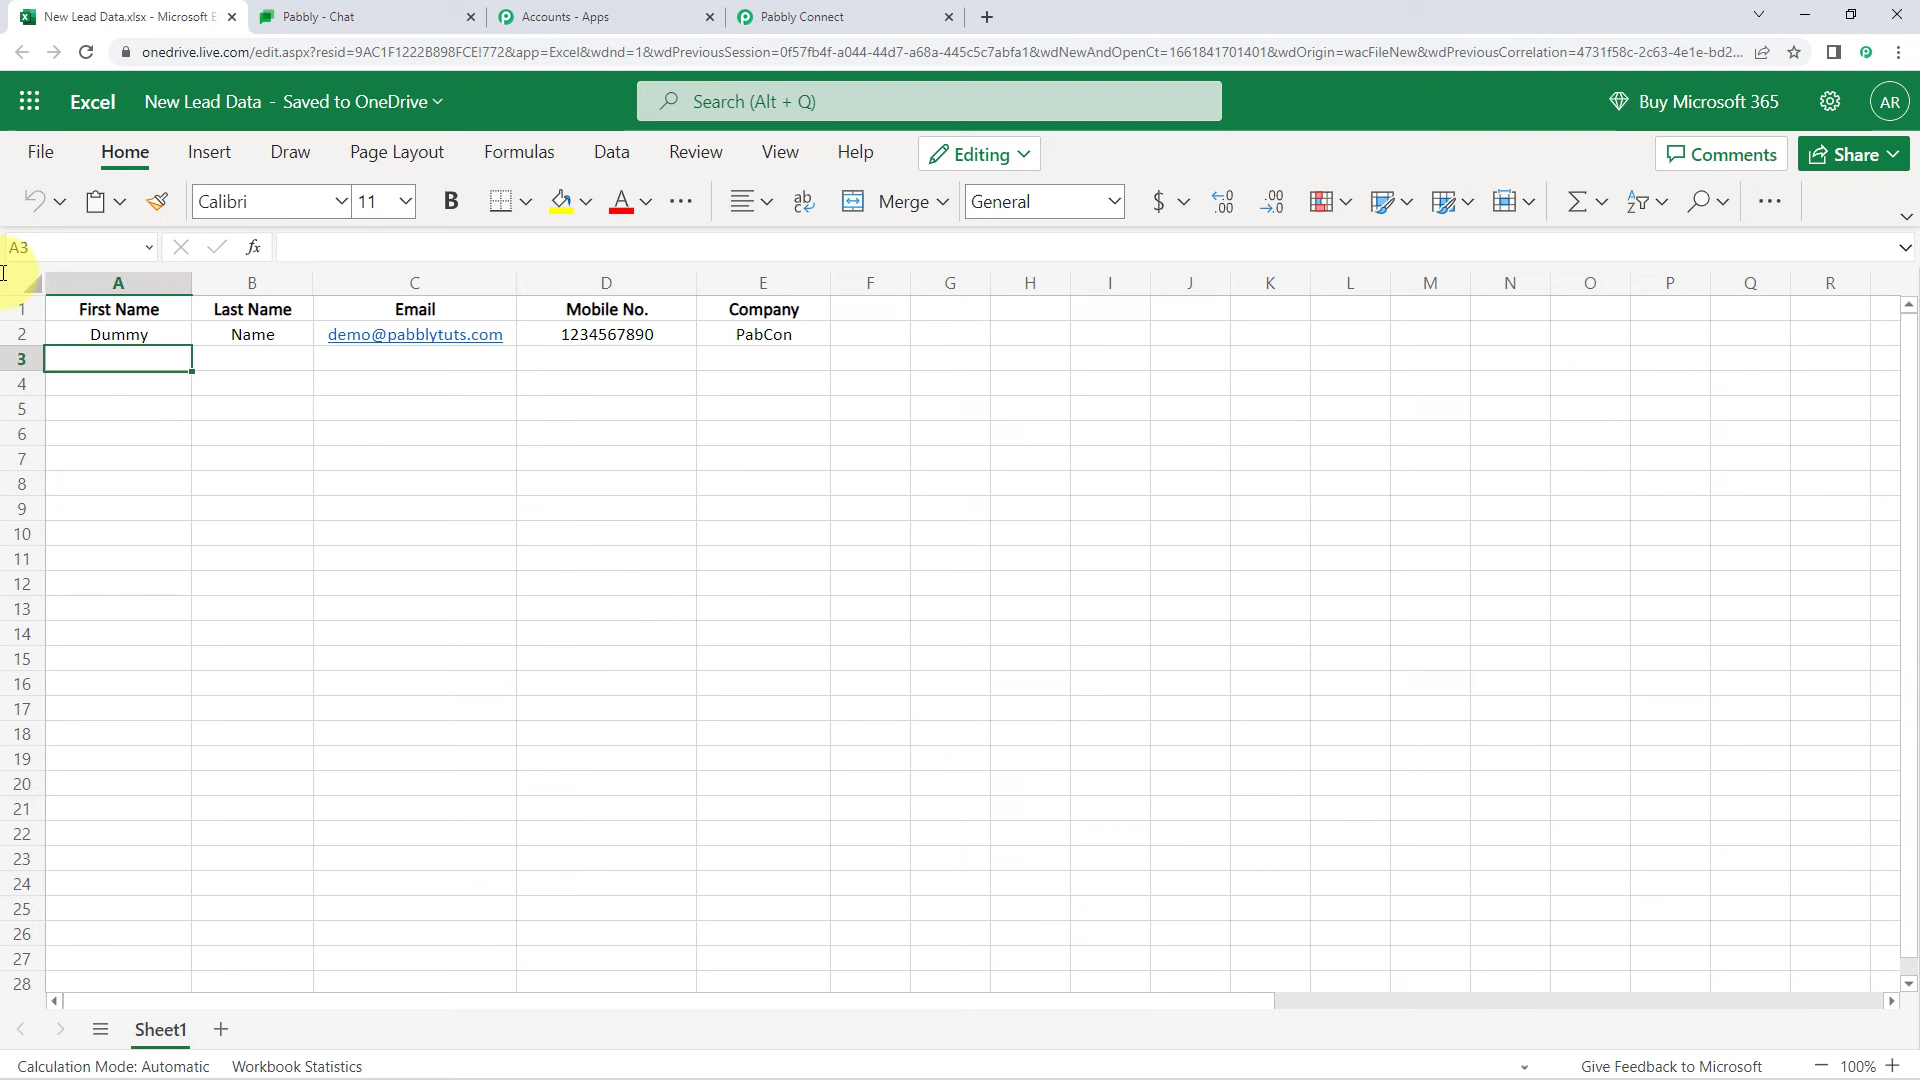 New Lead Data.xlsx - Microsoft E
Pabbly - Chat
Accounts - Apps
Pabbly Connect
onedrive.live.com/edit.aspx?resid=9AC1F1222B898FCE!772&app=Excel&wdnd=1&wdPreviousSession=0f57fb4f-a044-44d7-a68a-445c5c7abfa1&wdNewAndOpenCt=1661841701401&wdOrigin=wacFileNew&wdPreviousCorrelation=4731f58c-2c63-4e1e-bd2...
Excel New Lead Data - Saved to OneDrive Search (Alt + Q) Buy Microsoft 365 AR
File Home Insert Draw Page Layout Formulas Data Review View Help Editing Comments Share
Calibri 11 B A ab Merge General $ .00 .00
A3 fx
A B C D E F G H I J K L M N O P Q R
1 First Name Last Name Email Mobile No. Company
2 Dummy Name demo@pabblytuts.com 1234567890 PabCon
3
4
5
6
7
8
9
10
11
12
13
14
15
16
17
18
19
20
21
22
23
24
25
26
27
28
Sheet1
Calculation Mode: Automatic Workbook Statistics Give Feedback to Microsoft 100%